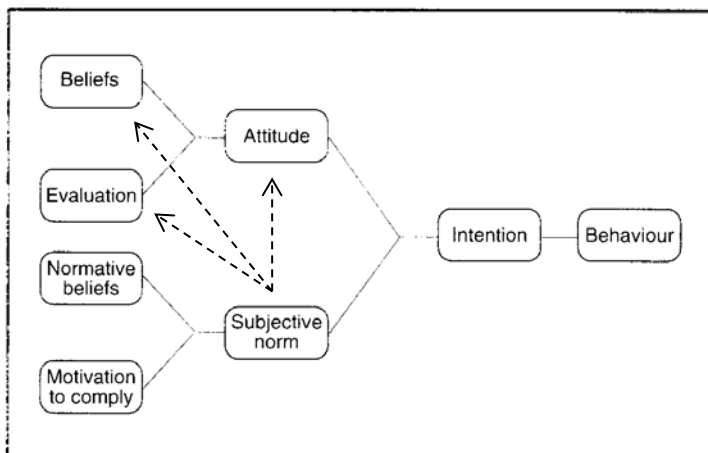 Beliefs
Attitude
Evaluation
Intention
Behaviour
Normative
beliefs
Subjective
norm
Motivation
to comply